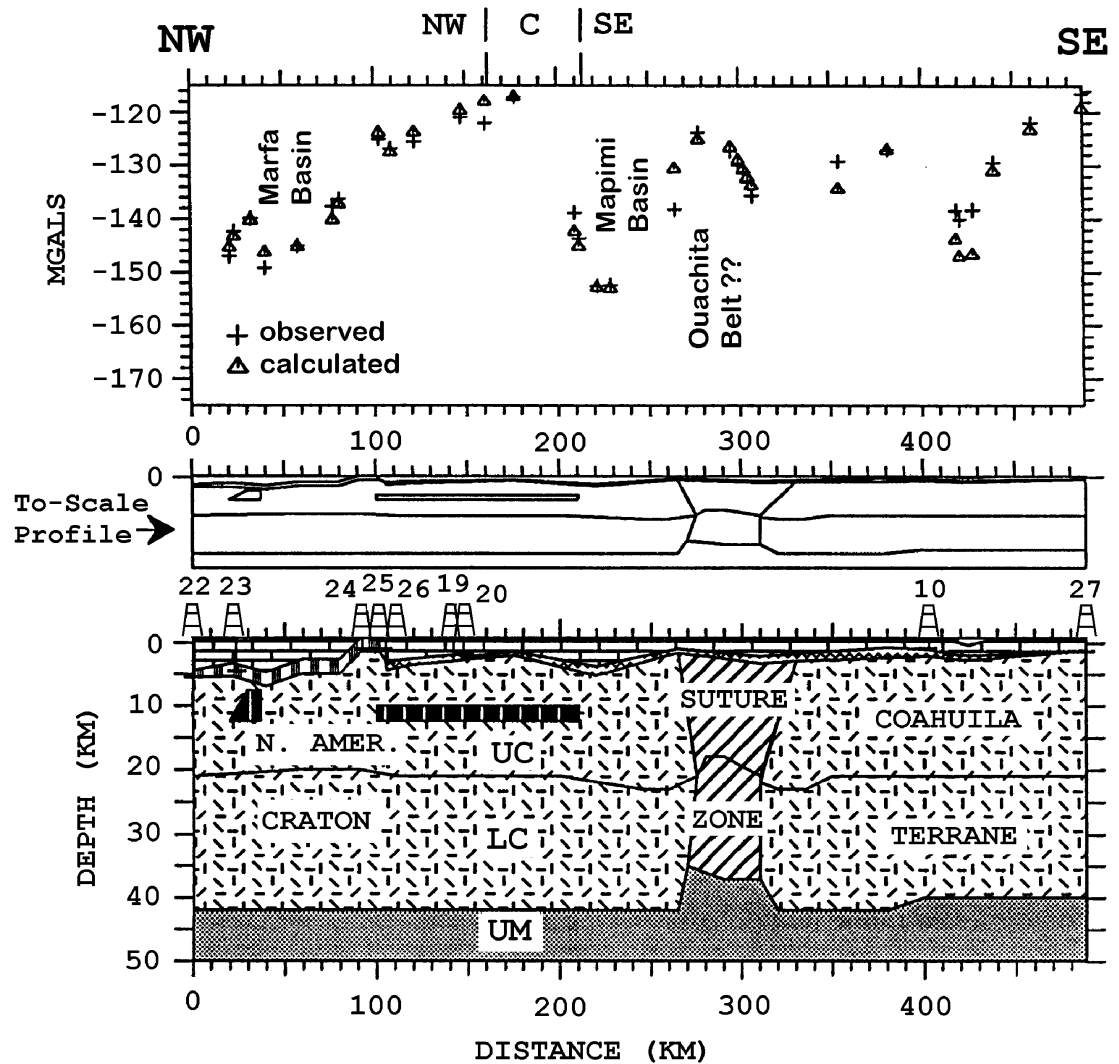 NW C SE
NW SE
MGALS
-120
-130
-140
-150
-160
-170
Marfa
Basin
Mapimi
Basin
Ouachita
Belt ??
observed
calculated
0 100 200 300 400
0
To-Scale
Profile
22 23 24 25 26 19 20 10 27
DEPTH (KM)
0
10
20
30
40
50
SUTURE
COAHUILA
N. AMER. UC
CRATON LC ZONE TERRANE
UM
0 100 200 300 400
DISTANCE (KM)